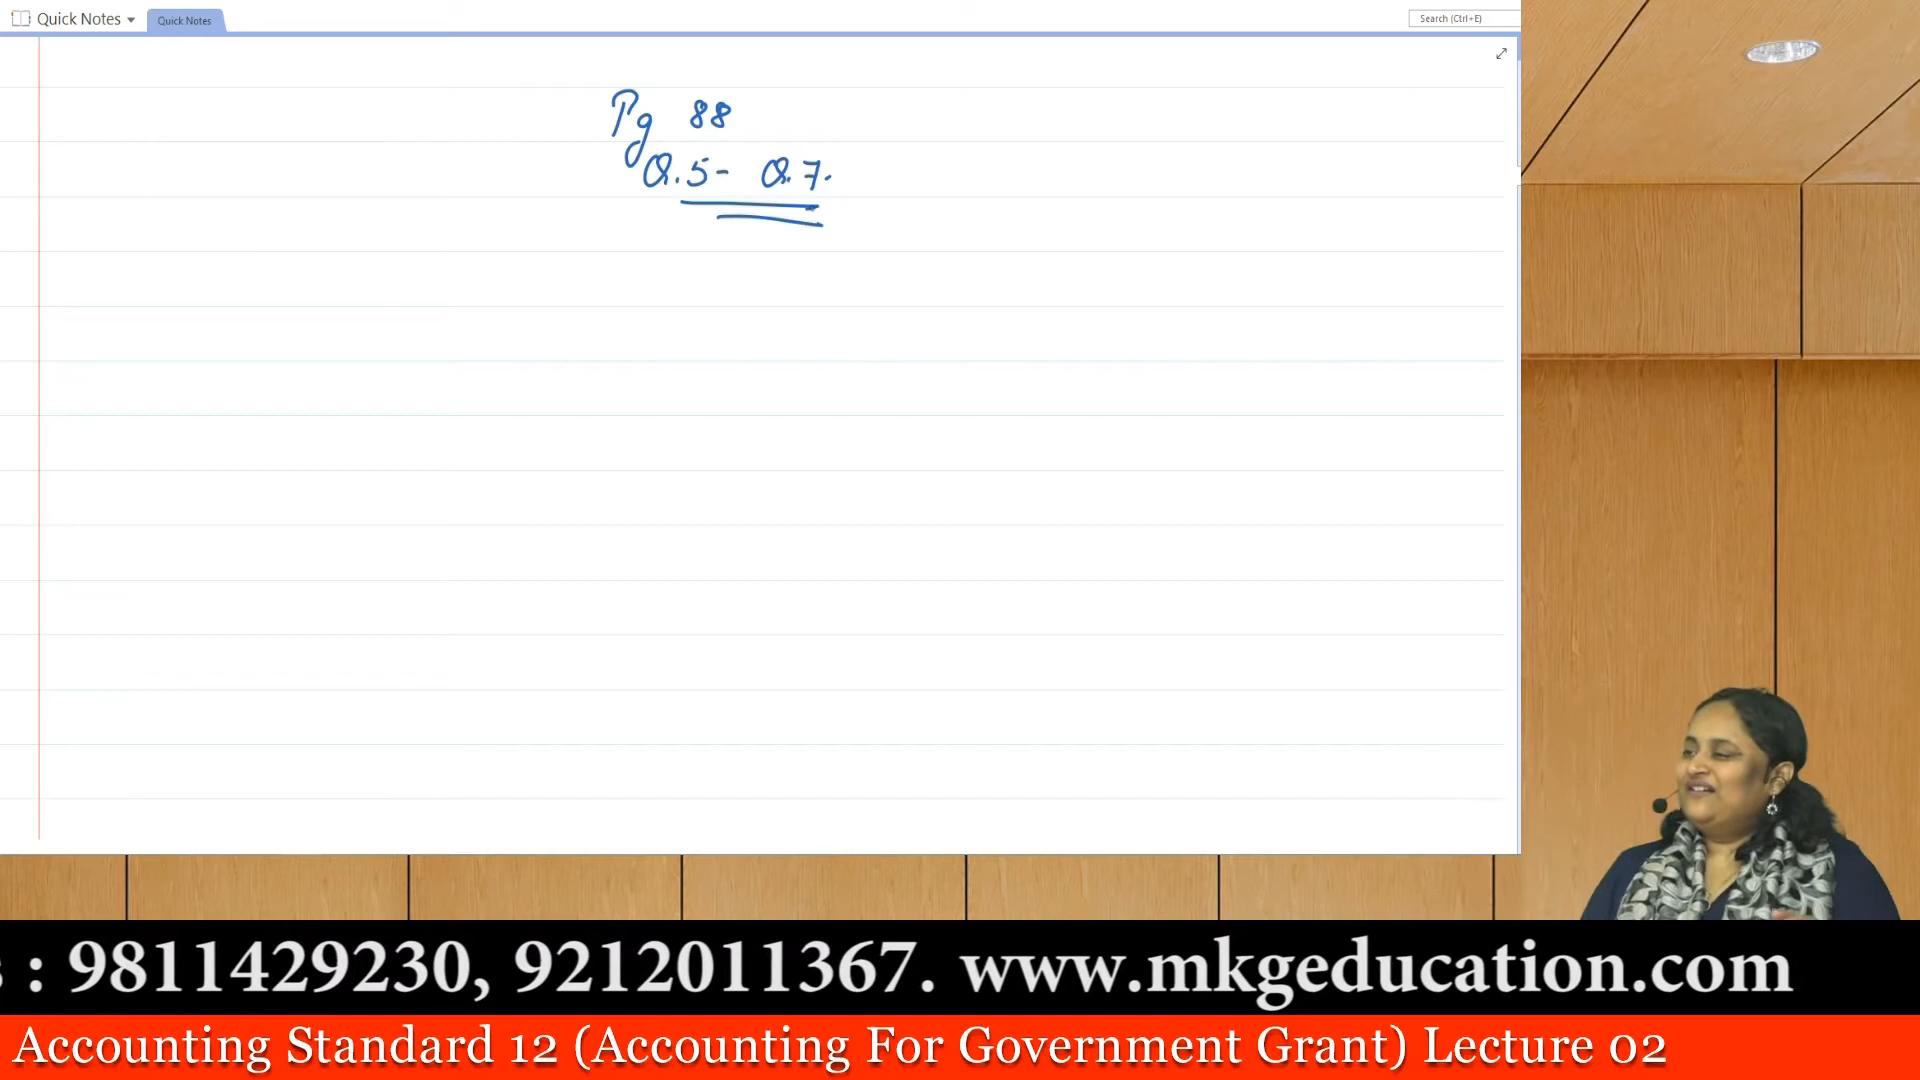 Quick Notes
Quick Notes
Search (Ctrl+E)
Pg 88
Q.5- Q.7.
: 9811429230, 9212011367. www.mkgeducation.com
Accounting Standard 12 (Accounting For Government Grant) Lecture 02